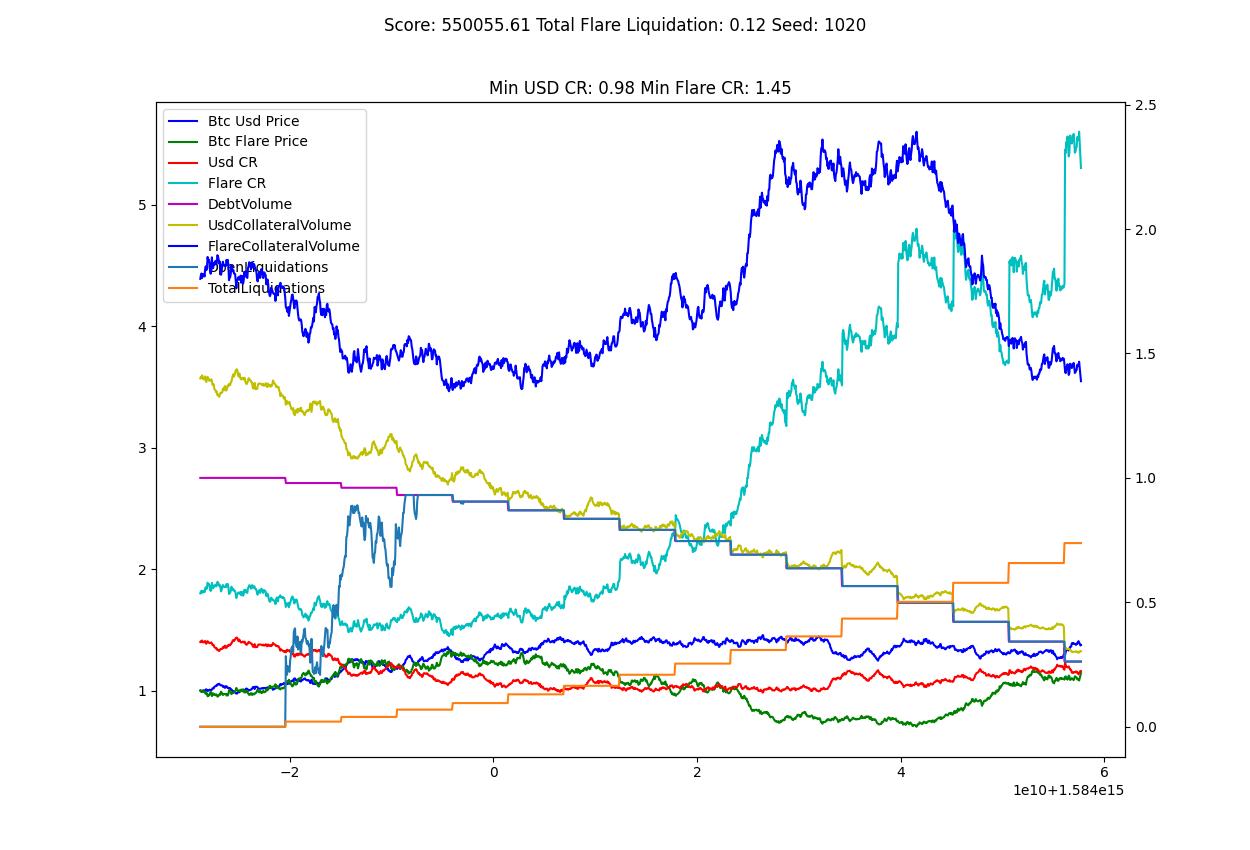 Score: 550055.61 Total Flare Liquidation: 0.12 Seed: 1020
Min USD CR: 0.98 Min Flare CR: 1.45
Btc Usd Price
Btc Flare Price
Usd CR
Flare CR
DebtVolume
UsdCollateralVolume
FlareCollateralVolume
OpenLiquidations
TotalLiquidations
5
4
3
2
1
2.5
2.0
1.5
1.0
0.5
0.0
−2 0 2 4 6
1e10+1.584e15